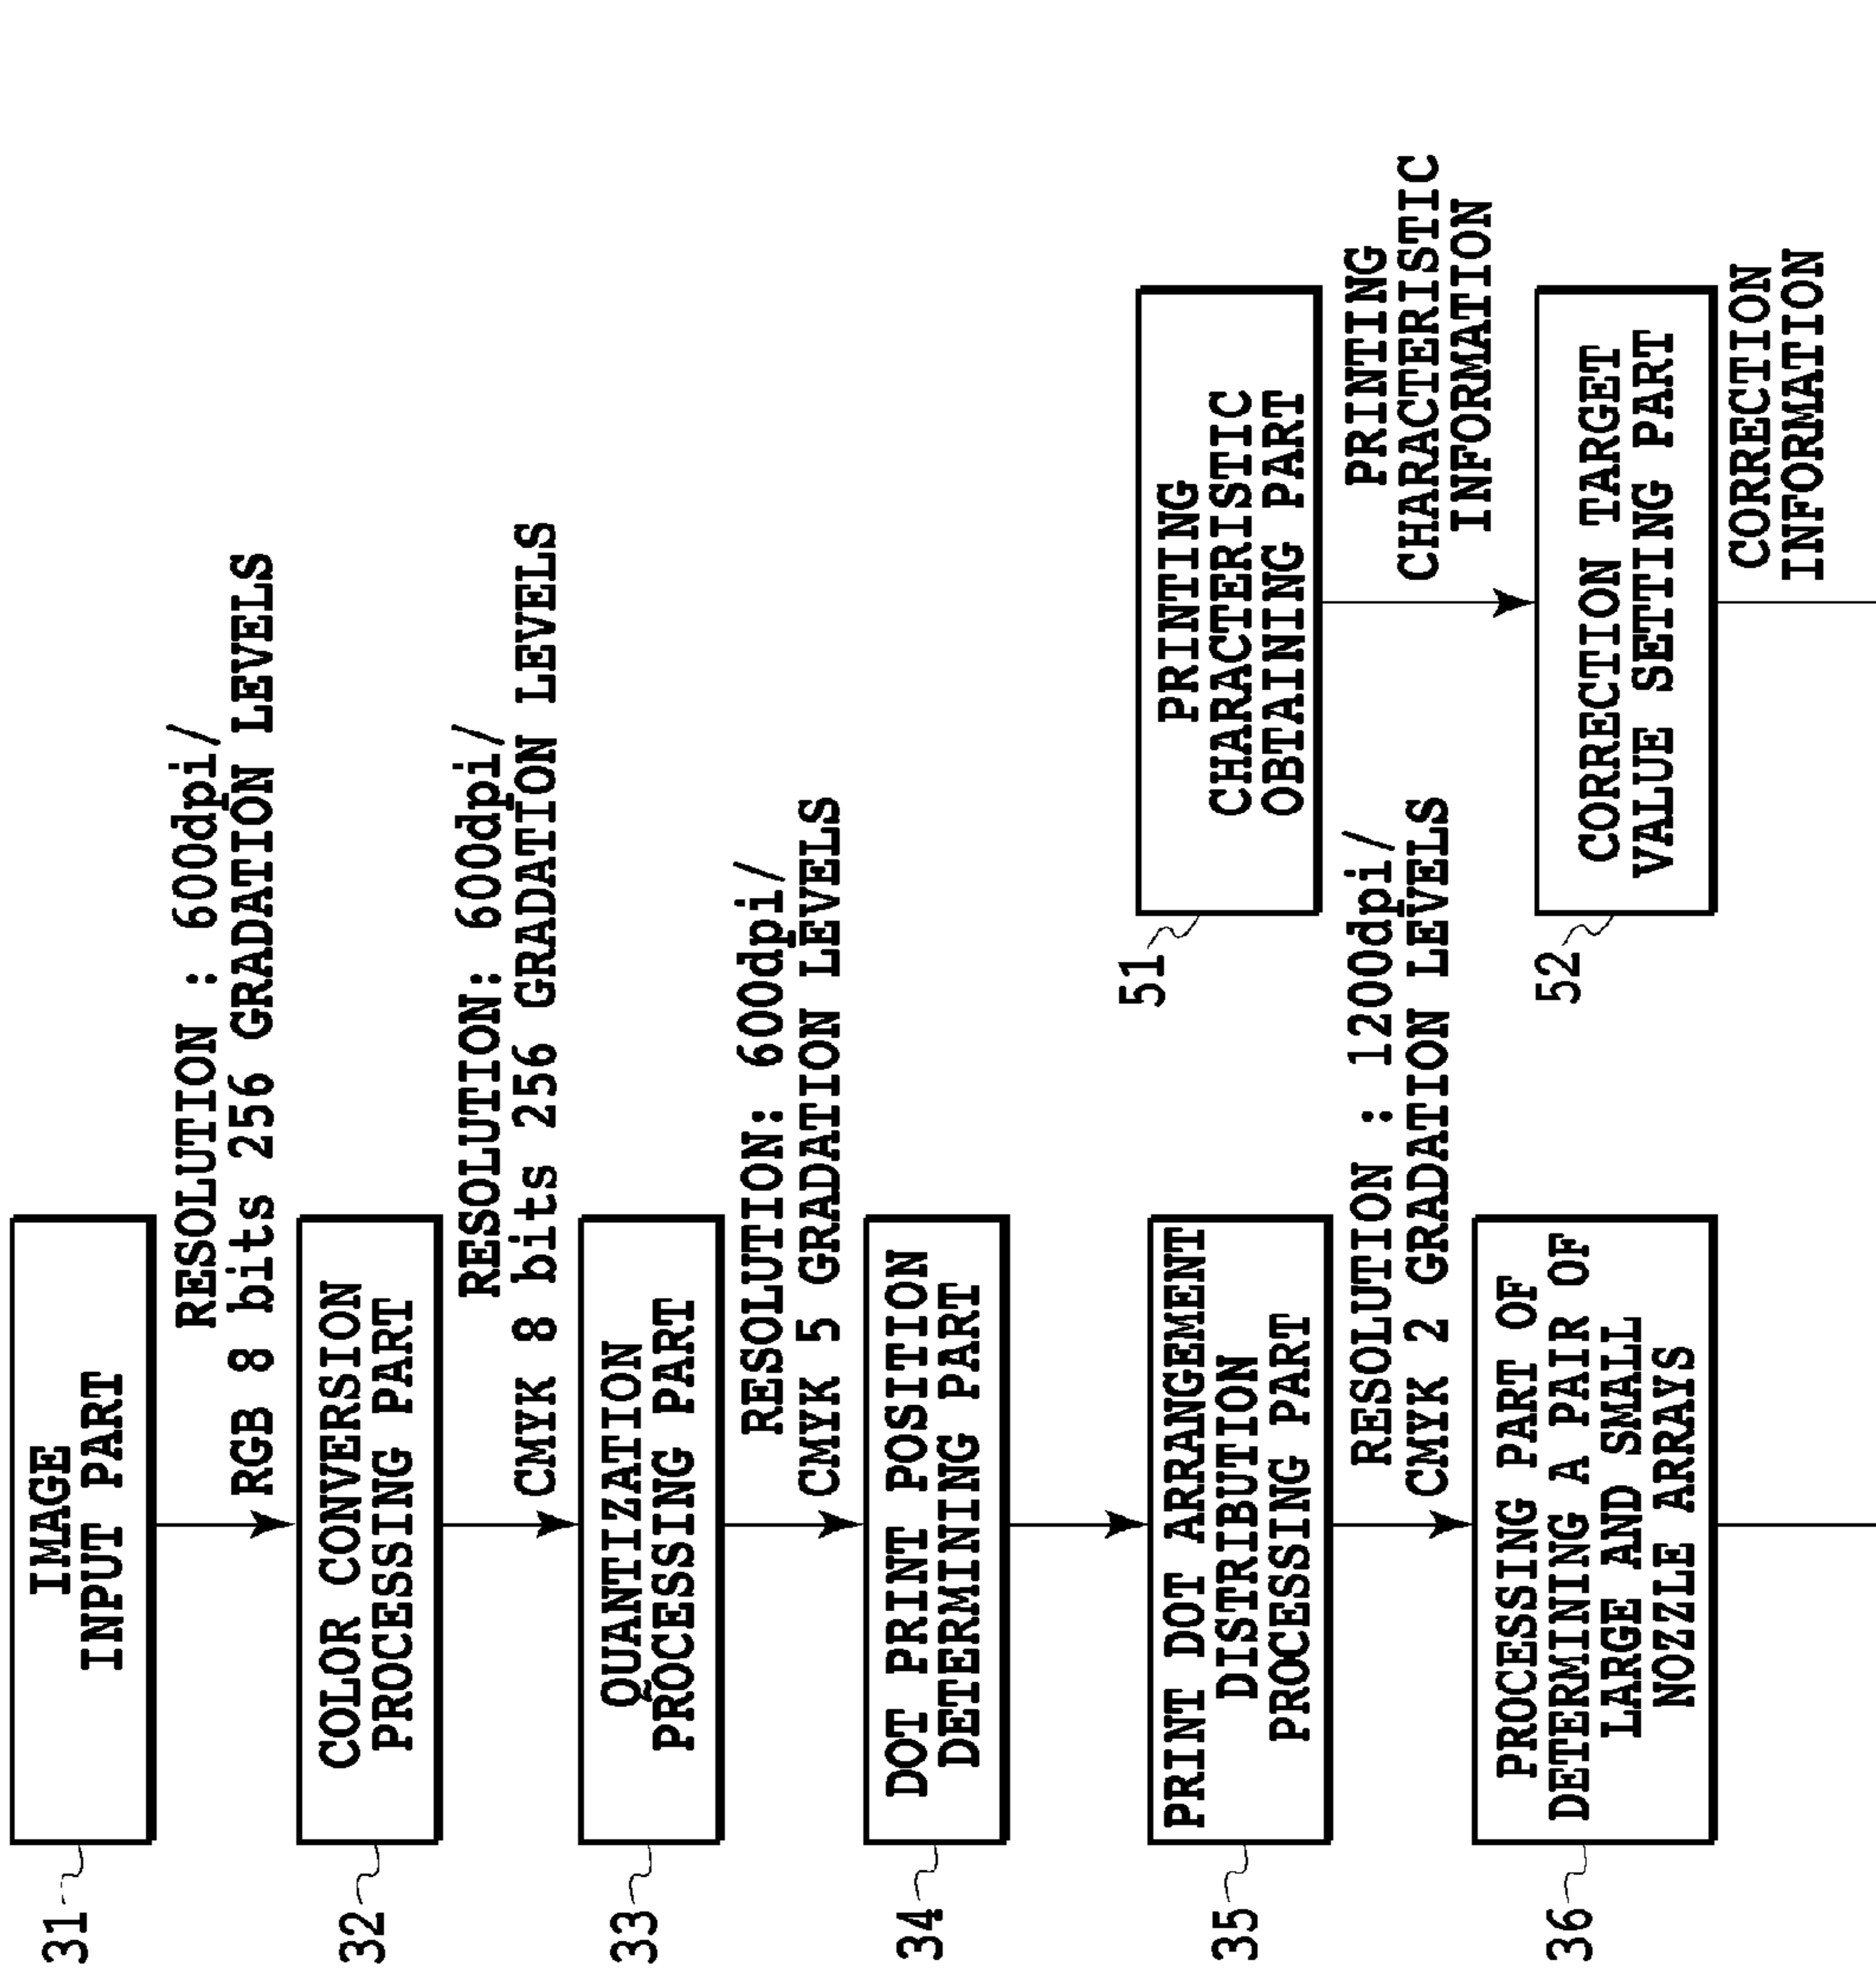 31
IMAGE
INPUT PART
RESOLUTION : 600dpi/
RGB 8 bits 256 GRADATION LEVELS
32
COLOR CONVERSION
PROCESSING PART
RESOLUTION: 600dpi/
CMYK 8 bits 256 GRADATION LEVELS
33
QUANTIZATION
PROCESSING PART
RESOLUTION: 600dpi/
CMYK 5 GRADATION LEVELS
34
DOT PRINT POSITION
DETERMINING PART
35
PRINT DOT ARRANGEMENT
DISTRIBUTION
PROCESSING PART
RESOLUTION : 1200dpi/
CMYK 2 GRADATION LEVELS
36
PROCESSING PART OF
DETERMINING A PAIR OF
LARGE AND SMALL
NOZZLE ARRAYS
51
PRINTING
CHARACTERISTIC
OBTAINING PART
PRINTING
CHARACTERISTIC
INFORMATION
52
CORRECTION TARGET
VALUE SETTING PART
CORRECTION
INFORMATION